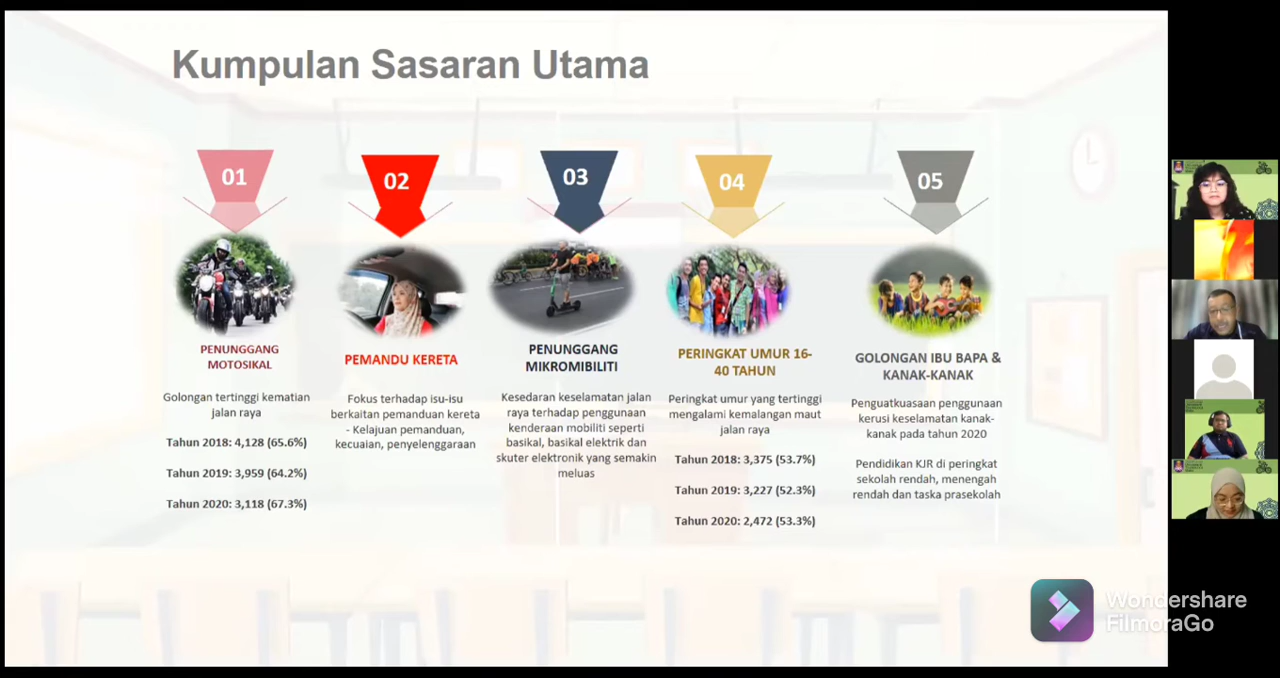 Kumpulan Sasaran Utama
01
PENUNGGANG
MOTOSIKAL
Golongan tertinggi kematian
jalan raya
Tahun 2018: 4,128 (65.6%)
Tahun 2019: 3,959 (64.2%)
Tahun 2020: 3,118 (67.3%)
02
PEMANDU KERETA
Fokus terhadap isu-isu
berkaitan pemanduan kereta
- Kelajuan pemanduan,
kecuaian, penyelenggaraan
03
PENUNGGANG
MIKROMIBILITI
Kesedaran keselamatan jalan
raya terhadap penggunaan
kenderaan mobiliti seperti
basikal, basikal elektrik dan
skuter elektronik yang semakin
meluas
04
PERINGKAT UMUR 16-
40 TAHUN
Peringkat umur yang tertinggi
mengalami kemalangan maut
jalan raya
Tahun 2018: 3,375 (53.7%)
Tahun 2019: 3,227 (52.3%)
Tahun 2020: 2,472 (53.3%)
05
GOLONGAN IBU BAPA &
KANAK-KANAK
Penguatkuasaan penggunaan
kerusi keselamatan kanak-
kanak pada tahun 2020
Pendidikan KJR di peringkat
sekolah rendah, menengah
rendah dan taska prasekolah
Wondershare
FilmoraGo